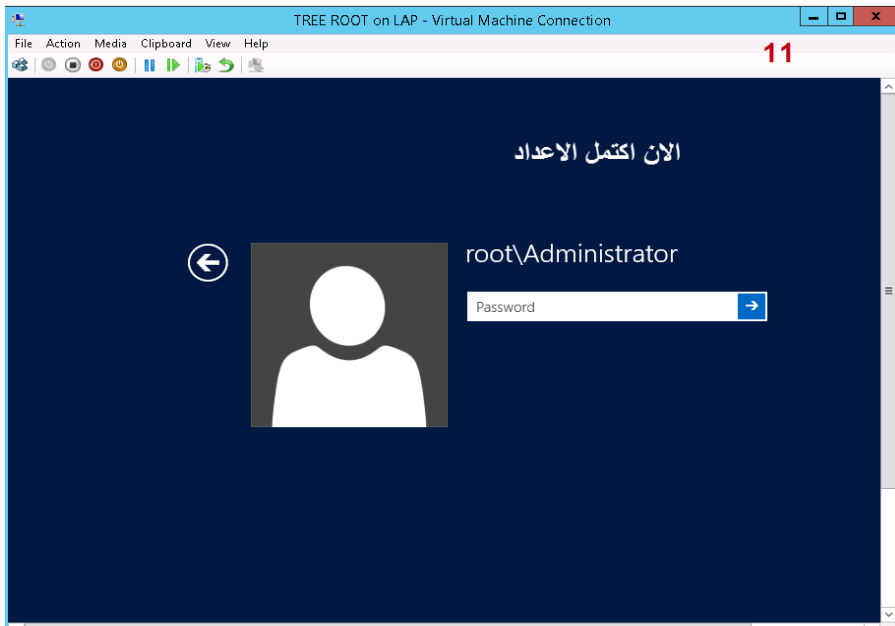 TREE ROOT on LAP - Virtual Machine Connection
File Action Media Clipboard View Help
11
الان اكتمل الاعداد
root\Administrator
Password